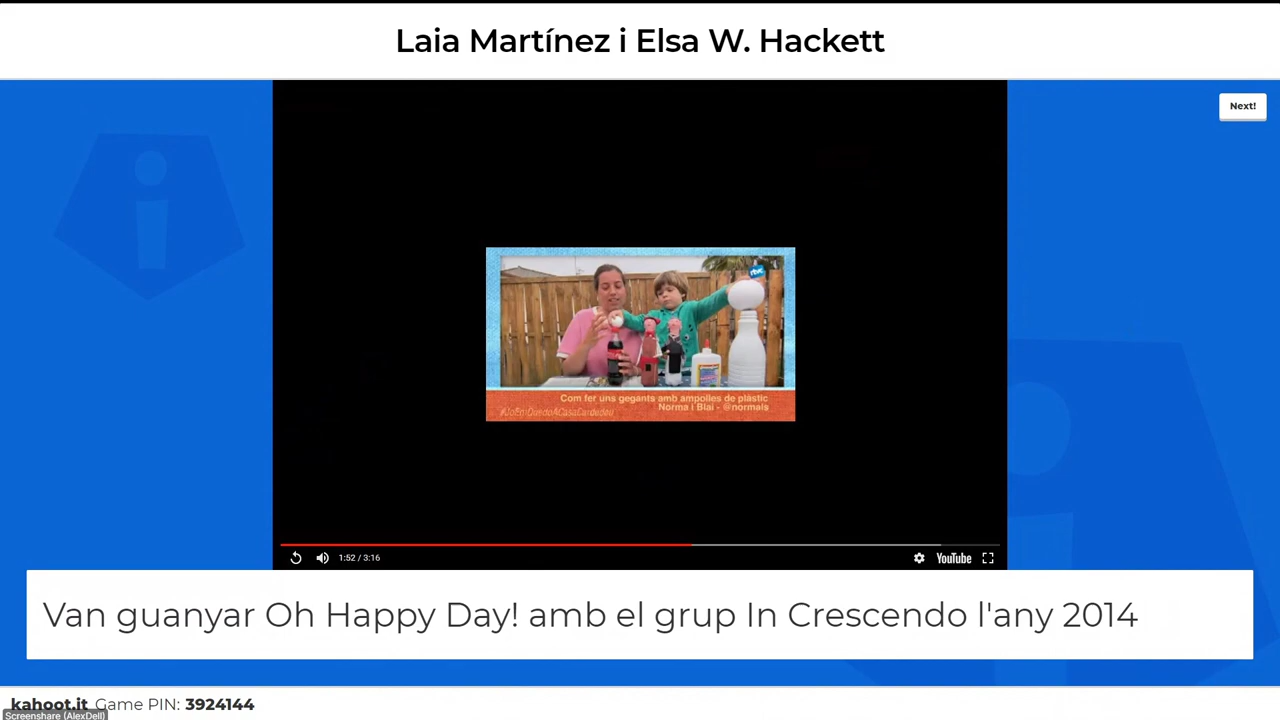 Laia Martínez i Elsa W. Hackett
Next!
rtvc
Com fer uns gegants amb ampolles de plàstic
Norma i Blai - @normals
#JoEmQuedoACasaCardedeu
1:52 / 3:16
YouTube
Van guanyar Oh Happy Day! amb el grup In Crescendo l'any 2014
kahoot.it Game PIN: 3924144
Screenshare (AlexDell)